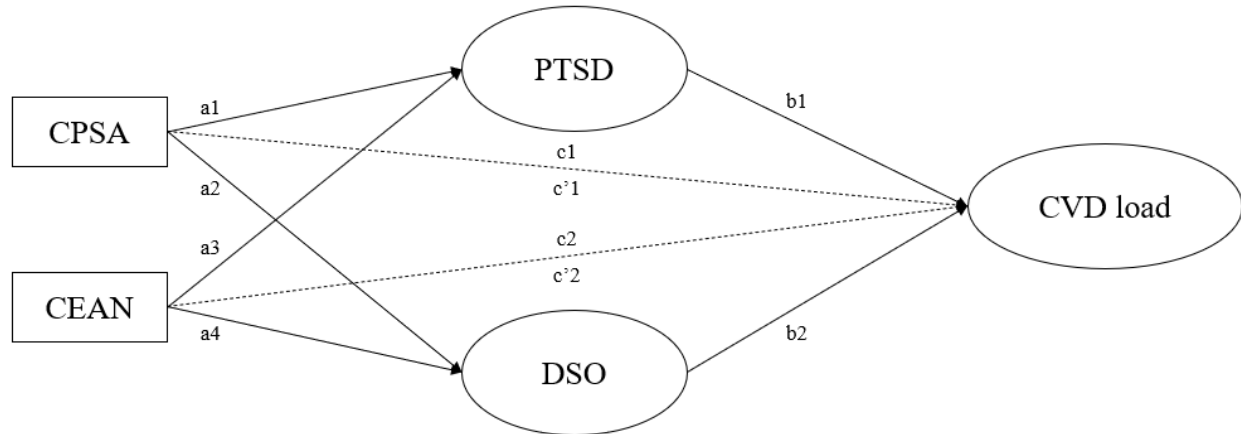 PTSD
a1
b1
CPSA
c1
a2
c'1
CVD load
a3
c2
c'2
CEAN
a4
b2
DSO